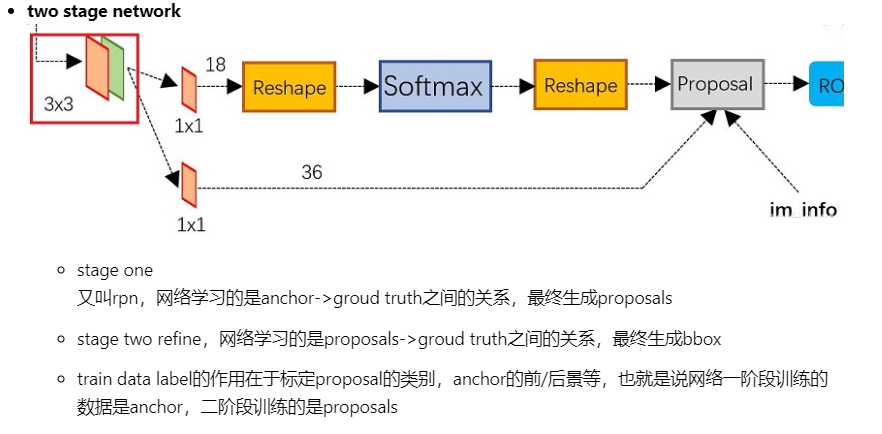 two stage network
18
Reshape
Softmax
Reshape
Proposal
RO
3x3
1x1
36
1x1
im_info
stage one
又叫rpn，网络学习的是anchor->groud truth之间的关系，最终生成proposals
stage two refine，网络学习的是proposals->groud truth之间的关系，最终生成bbox
train data label的作用在于标定proposal的类别，anchor的前/后景等，也就是说网络一阶段训练的
数据是anchor，二阶段训练的是proposals